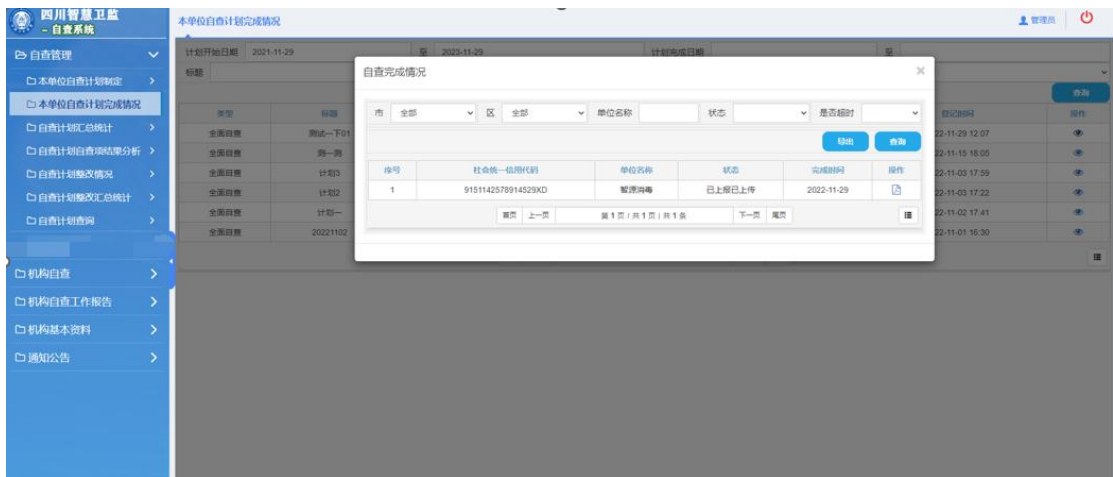 四川智慧卫监
- 自查系统
本单位自查计划完成情况
管理员
自查管理
本单位自查计划制定
本单位自查计划完成情况
自查计划汇总统计
自查计划自查项结果分析
自查计划整改情况
自查计划整改汇总统计
自查计划查询
机构自查
机构自查工作报告
机构基本资料
通知公告
计划开始日期 2021-11-29 至 2023-11-29 计划完成日期 至
标题
查询
类型 标题 登记时间 操作
全面自查 测试一下01 22-11-29 12:07
全面自查 测一测 22-11-15 16:05
全面自查 计划3 22-11-03 17:59
全面自查 计划2 22-11-03 17:22
全面自查 计划一 22-11-02 17:41
全面自查 20221102 22-11-01 16:30
自查完成情况 ×
市 全部 区 全部 单位名称 状态 是否超时
导出 查询
序号 社会统一信用代码 单位名称 状态 完成时间 操作
1 9151142578914529XD 智源消毒 已上报已上传 2022-11-29
首页 上一页 第 1 页 / 共 1 页 | 共 1 条 下一页 尾页